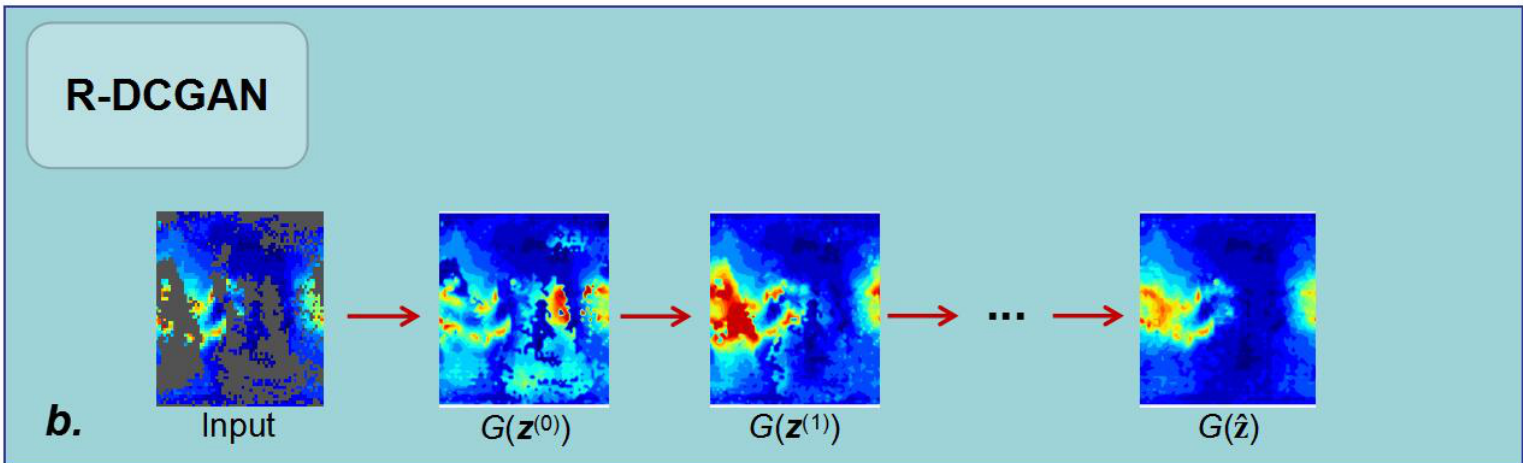 R-DCGAN
...
b.
Input
G(z⁽⁰⁾)
G(z⁽¹⁾)
G(ẑ)